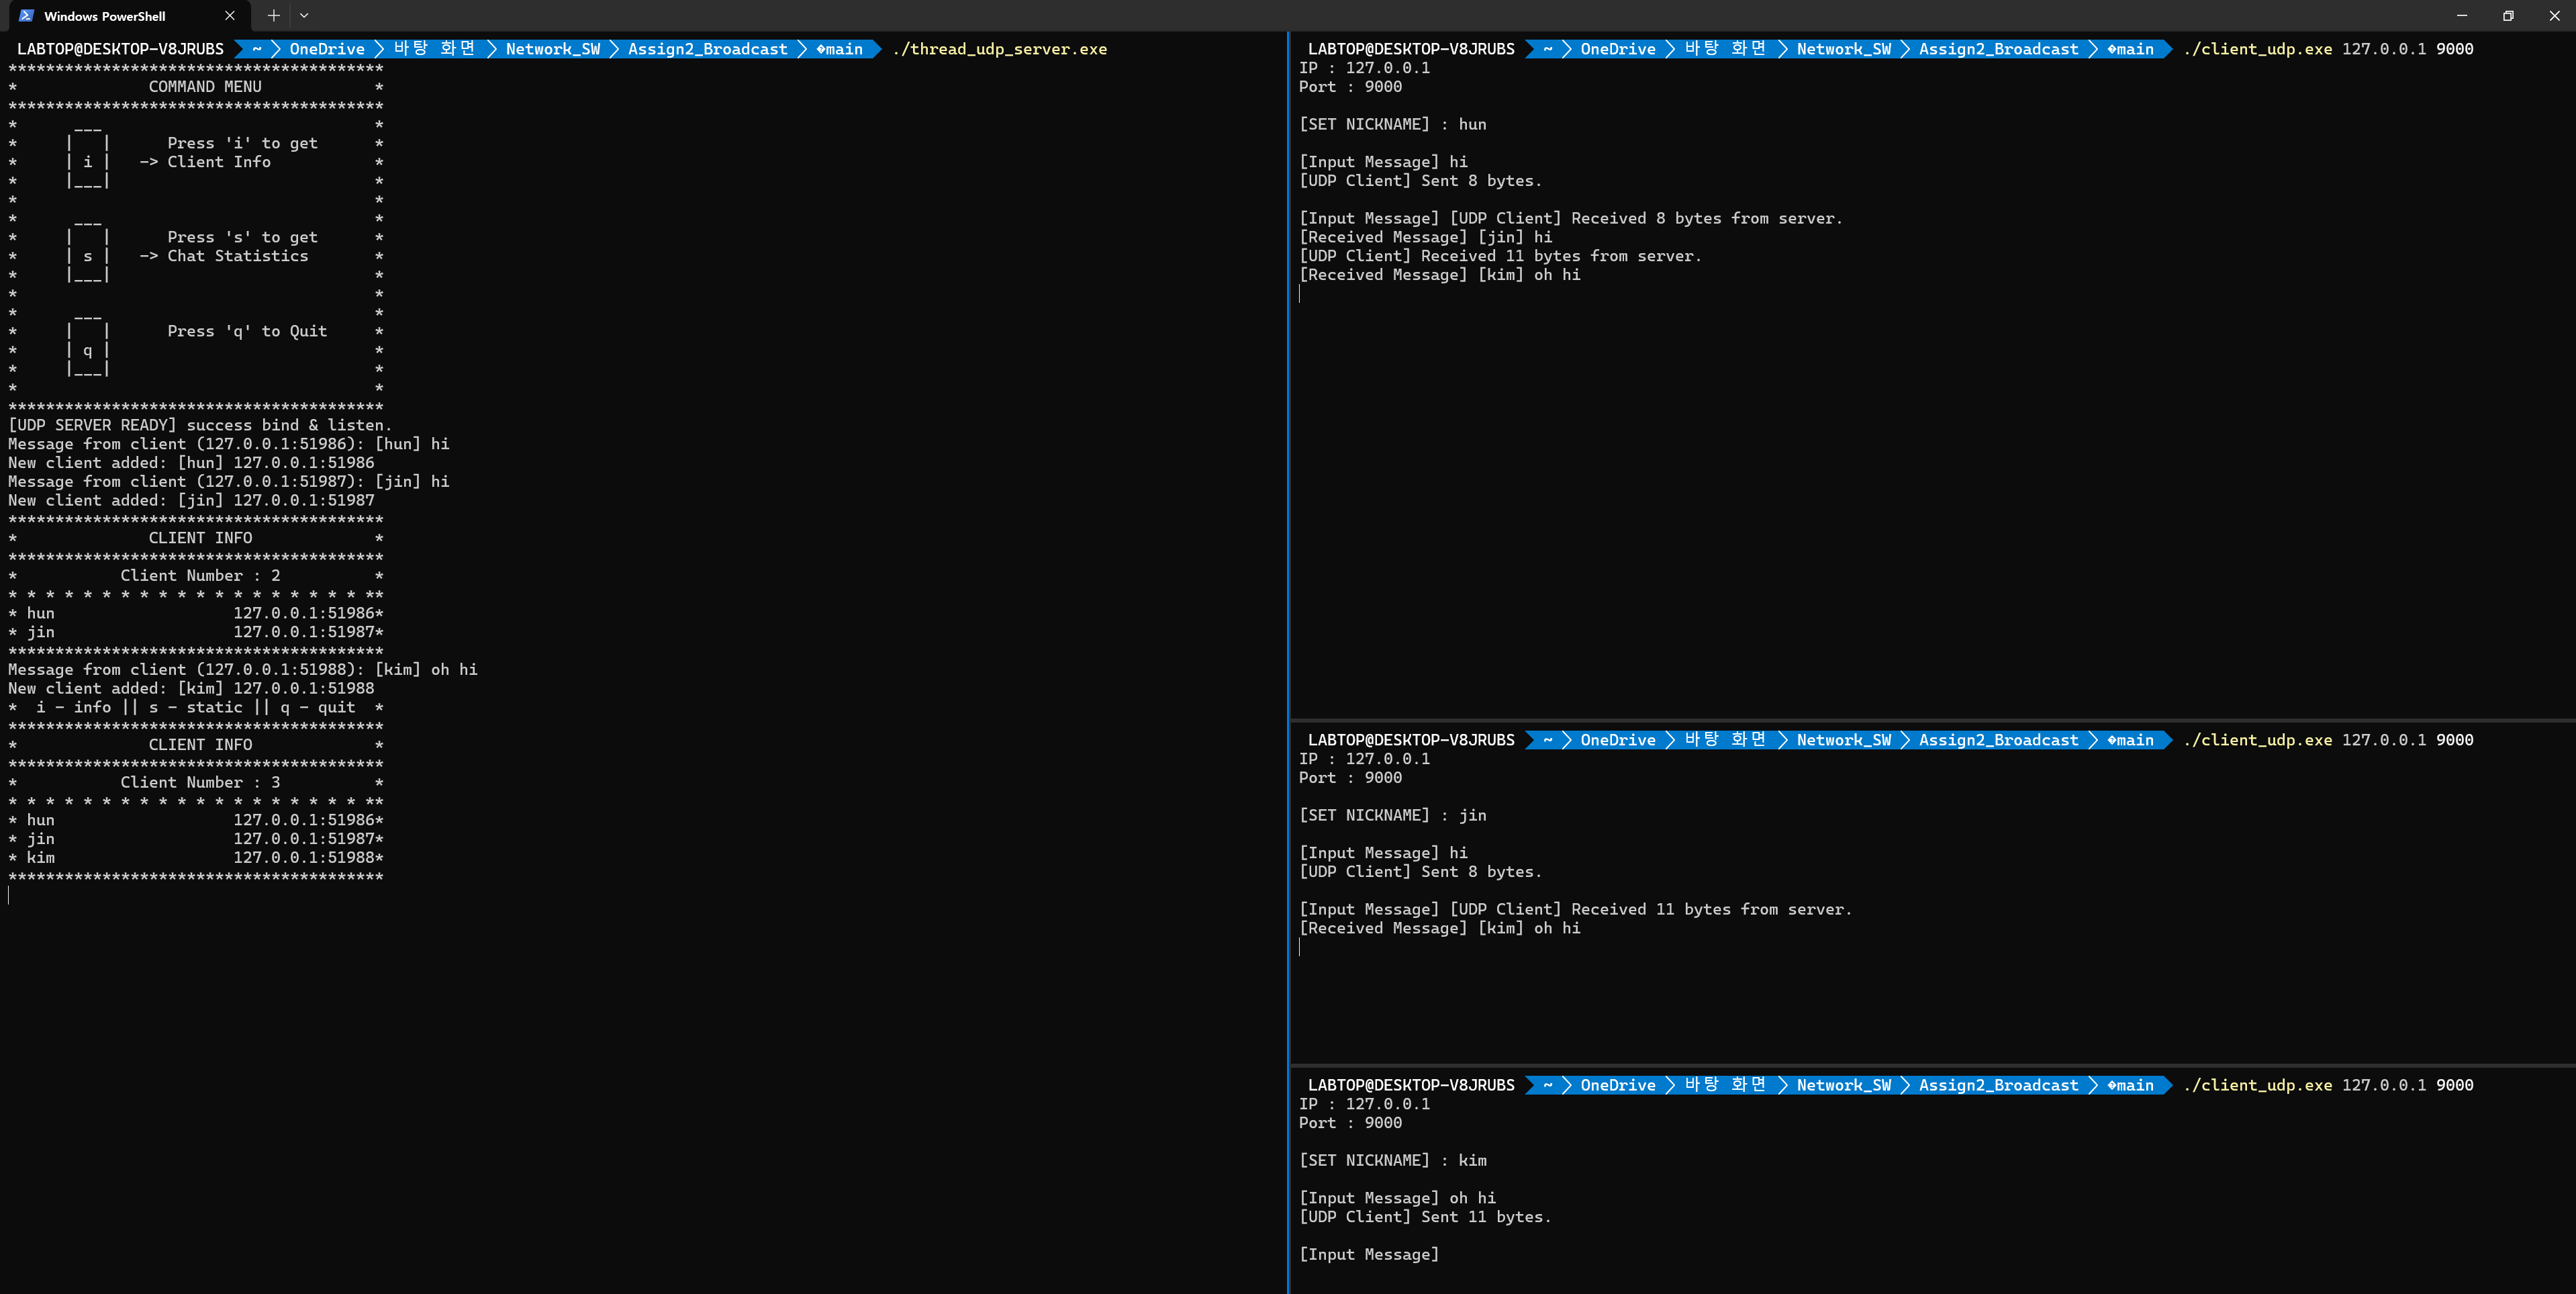 Windows PowerShell
LABTOP@DESKTOP-V8JRUBS ~ OneDrive 바탕 화면 Network_SW Assign2_Broadcast �main ./thread_udp_server.exe
****************************************
*              COMMAND MENU            *
****************************************
*      ___                             *
*     |   |      Press 'i' to get      *
*     | i |   -> Client Info           *
*     |___|                            *
*                                      *
*      ___                             *
*     |   |      Press 's' to get      *
*     | s |   -> Chat Statistics       *
*     |___|                            *
*                                      *
*      ___                             *
*     |   |      Press 'q' to Quit     *
*     | q |                            *
*     |___|                            *
*                                      *
****************************************
[UDP SERVER READY] success bind & listen.
Message from client (127.0.0.1:51986): [hun] hi
New client added: [hun] 127.0.0.1:51986
Message from client (127.0.0.1:51987): [jin] hi
New client added: [jin] 127.0.0.1:51987
****************************************
*              CLIENT INFO             *
****************************************
*           Client Number : 2          *
* * * * * * * * * * * * * * * * * * * **
* hun                   127.0.0.1:51986*
* jin                   127.0.0.1:51987*
****************************************
Message from client (127.0.0.1:51988): [kim] oh hi
New client added: [kim] 127.0.0.1:51988
*  i - info || s - static || q - quit  *
****************************************
*              CLIENT INFO             *
****************************************
*           Client Number : 3          *
* * * * * * * * * * * * * * * * * * * **
* hun                   127.0.0.1:51986*
* jin                   127.0.0.1:51987*
* kim                   127.0.0.1:51988*
****************************************
LABTOP@DESKTOP-V8JRUBS ~ OneDrive 바탕 화면 Network_SW Assign2_Broadcast �main ./client_udp.exe 127.0.0.1 9000
IP : 127.0.0.1
Port : 9000
[SET NICKNAME] : hun
[Input Message] hi
[UDP Client] Sent 8 bytes.
[Input Message] [UDP Client] Received 8 bytes from server.
[Received Message] [jin] hi
[UDP Client] Received 11 bytes from server.
[Received Message] [kim] oh hi
LABTOP@DESKTOP-V8JRUBS ~ OneDrive 바탕 화면 Network_SW Assign2_Broadcast �main ./client_udp.exe 127.0.0.1 9000
IP : 127.0.0.1
Port : 9000
[SET NICKNAME] : jin
[Input Message] hi
[UDP Client] Sent 8 bytes.
[Input Message] [UDP Client] Received 11 bytes from server.
[Received Message] [kim] oh hi
LABTOP@DESKTOP-V8JRUBS ~ OneDrive 바탕 화면 Network_SW Assign2_Broadcast �main ./client_udp.exe 127.0.0.1 9000
IP : 127.0.0.1
Port : 9000
[SET NICKNAME] : kim
[Input Message] oh hi
[UDP Client] Sent 11 bytes.
[Input Message]